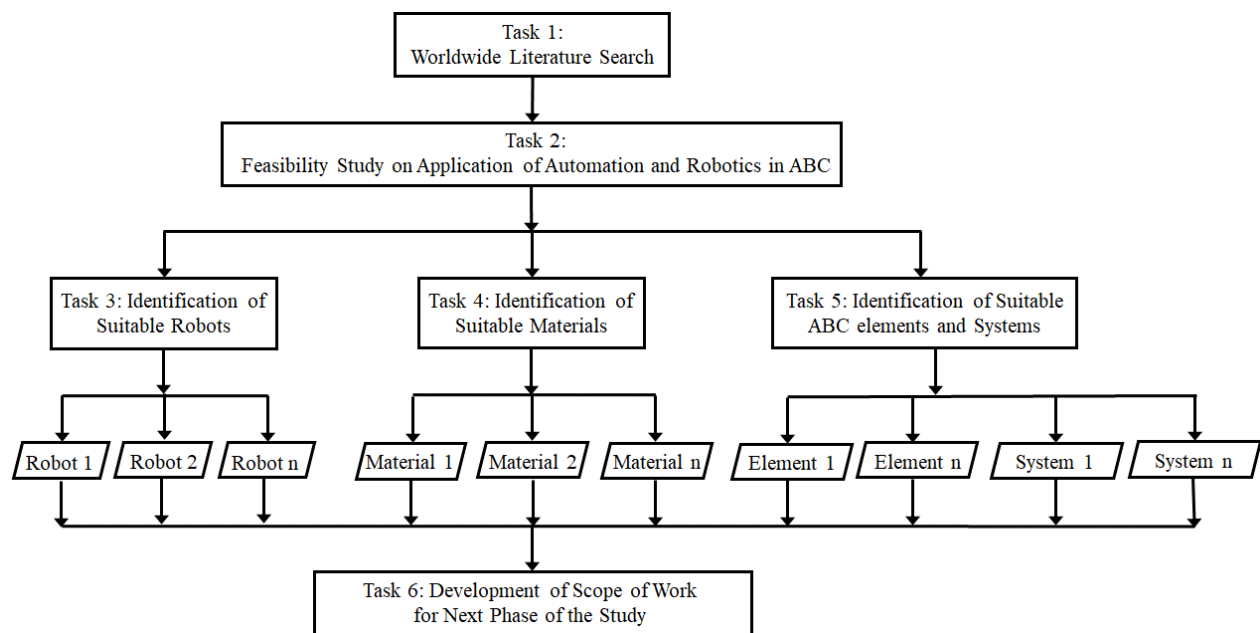 Task 1:
Worldwide Literature Search
Task 2:
Feasibility Study on Application of Automation and Robotics in ABC
Task 3: Identification of
Suitable Robots
Task 4: Identification of
Suitable Materials
Task 5: Identification of Suitable
ABC elements and Systems
Robot 1
Robot 2
Robot n
Material 1
Material 2
Material n
Element 1
Element n
System 1
System n
Task 6: Development of Scope of Work
for Next Phase of the Study